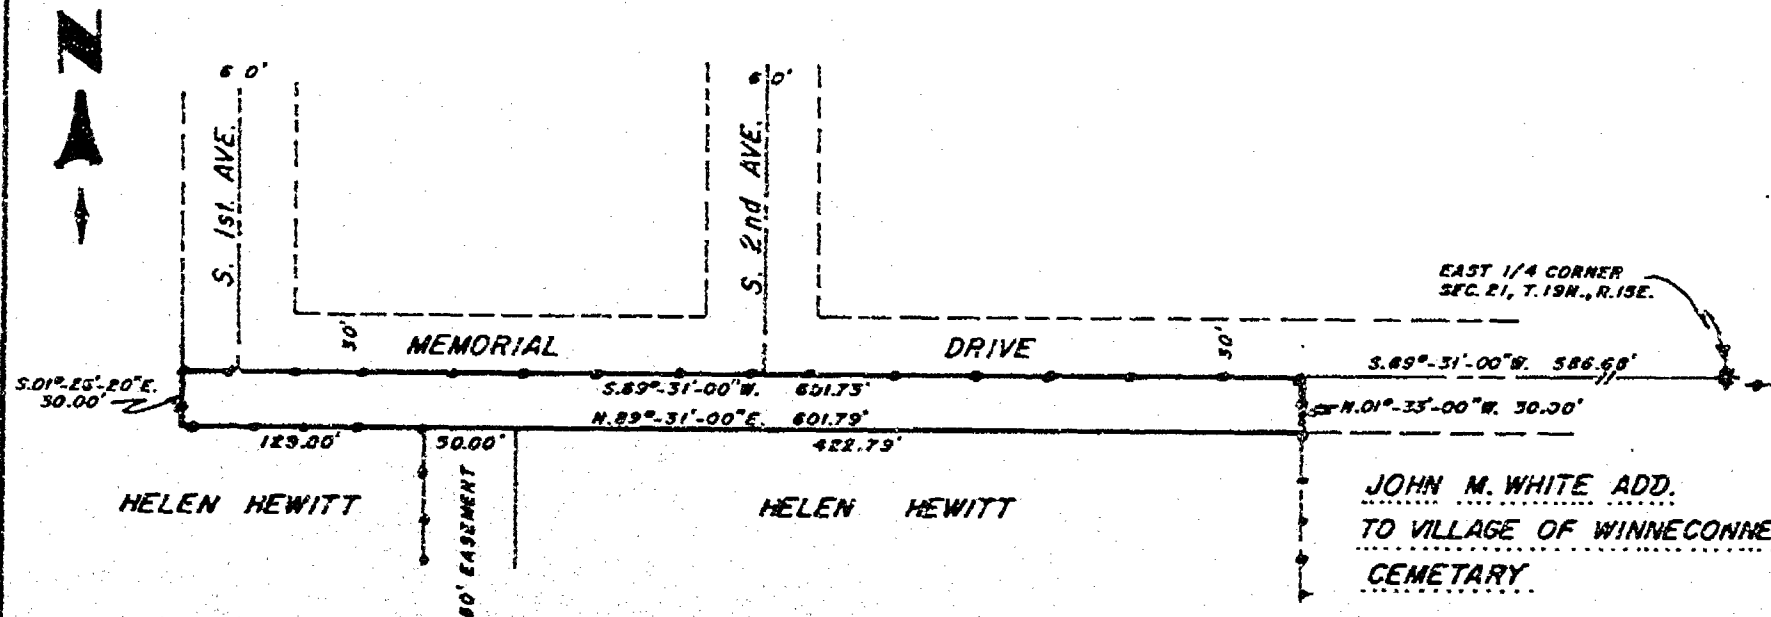 N
60'
60'
S. 1st. AVE.
S. 2nd AVE.
EAST 1/4 CORNER
SEC. 21, T.19N., R.15E.
30'
MEMORIAL
DRIVE
30'
S.89°-31'-00"W. 586.68'
S.01°-25'-20"E.
30.00'
S.89°-31'-00"W. 601.73'
N.01°-33'-00"W. 30.00'
N.89°-31'-00"E. 601.79'
129.00'
50.00'
422.79'
HELEN HEWITT
EASEMENT
HELEN HEWITT
JOHN M. WHITE ADD.
TO VILLAGE OF WINNECONNE
CEMETARY